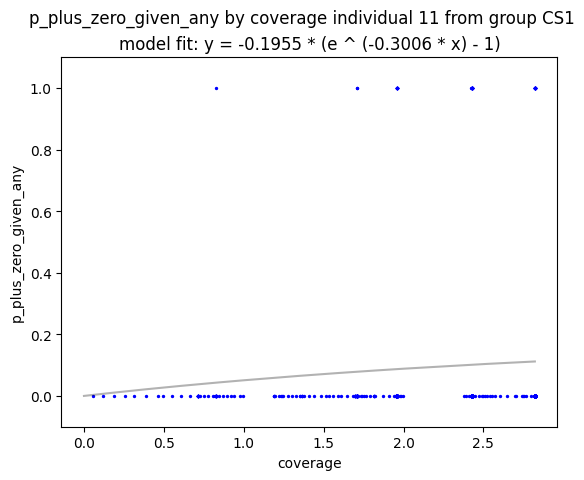 p_plus_zero_given_any by coverage individual 11 from group CS1
model fit: y = -0.1955 * (e ^ (-0.3006 * x) - 1)
p_plus_zero_given_any
1.0
0.8
0.6
0.4
0.2
0.0
0.0 0.5 1.0 1.5 2.0 2.5
coverage